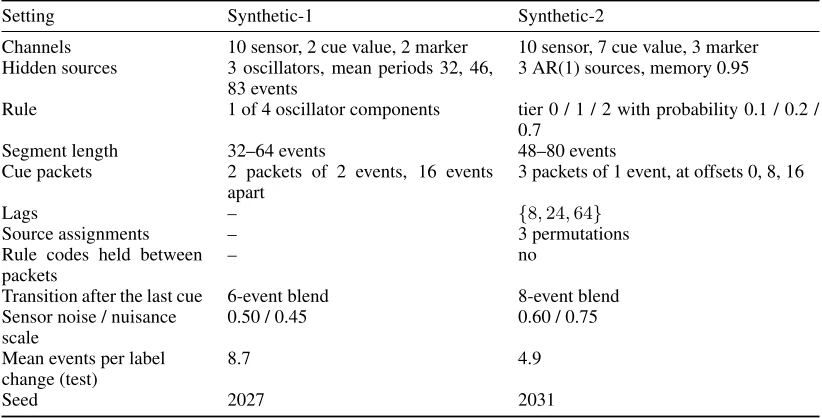 Setting Synthetic-1 Synthetic-2
Channels 10 sensor, 2 cue value, 2 marker 10 sensor, 7 cue value, 3 marker
Hidden sources 3 oscillators, mean periods 32, 46, 3 AR(1) sources, memory 0.95
83 events
Rule 1 of 4 oscillator components tier 0 / 1 / 2 with probability 0.1 / 0.2 /
0.7
Segment length 32–64 events 48–80 events
Cue packets 2 packets of 2 events, 16 events 3 packets of 1 event, at offsets 0, 8, 16
apart
Lags – {8, 24, 64}
Source assignments – 3 permutations
Rule codes held between – no
packets
Transition after the last cue 6-event blend 8-event blend
Sensor noise / nuisance 0.50 / 0.45 0.60 / 0.75
scale
Mean events per label 8.7 4.9
change (test)
Seed 2027 2031